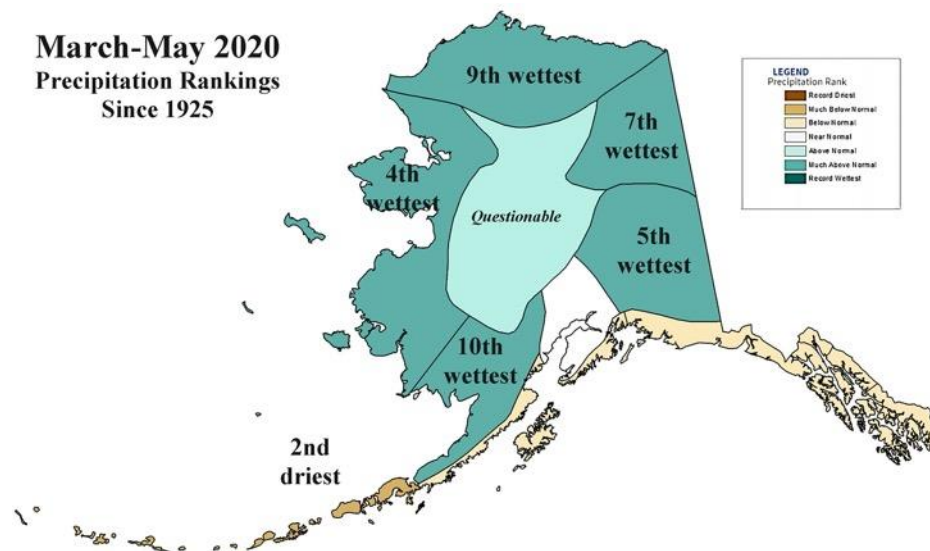 March-May 2020
Precipitation Rankings
Since 1925
9th wettest
7th
wettest
4th
wettest
Questionable
5th
wettest
10th
wettest
2nd
driest
LEGEND
Precipitation Rank
Record Driest
Much Below Normal
Below Normal
Near Normal
Above Normal
Much Above Normal
Record Wettest